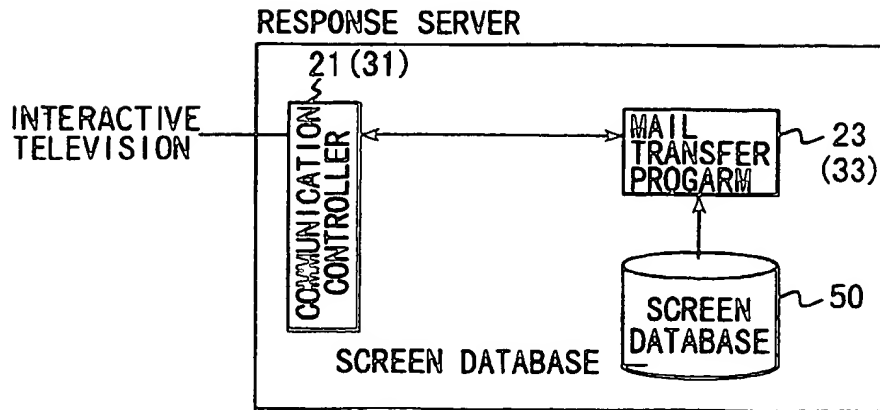 RESPONSE SERVER
21(31)
INTERACTIVE
TELEVISION
COMMUNICATION
CONTROLLER
MAIL
TRANSFER
PROGARM
23
(33)
SCREEN
DATABASE
50
SCREEN DATABASE